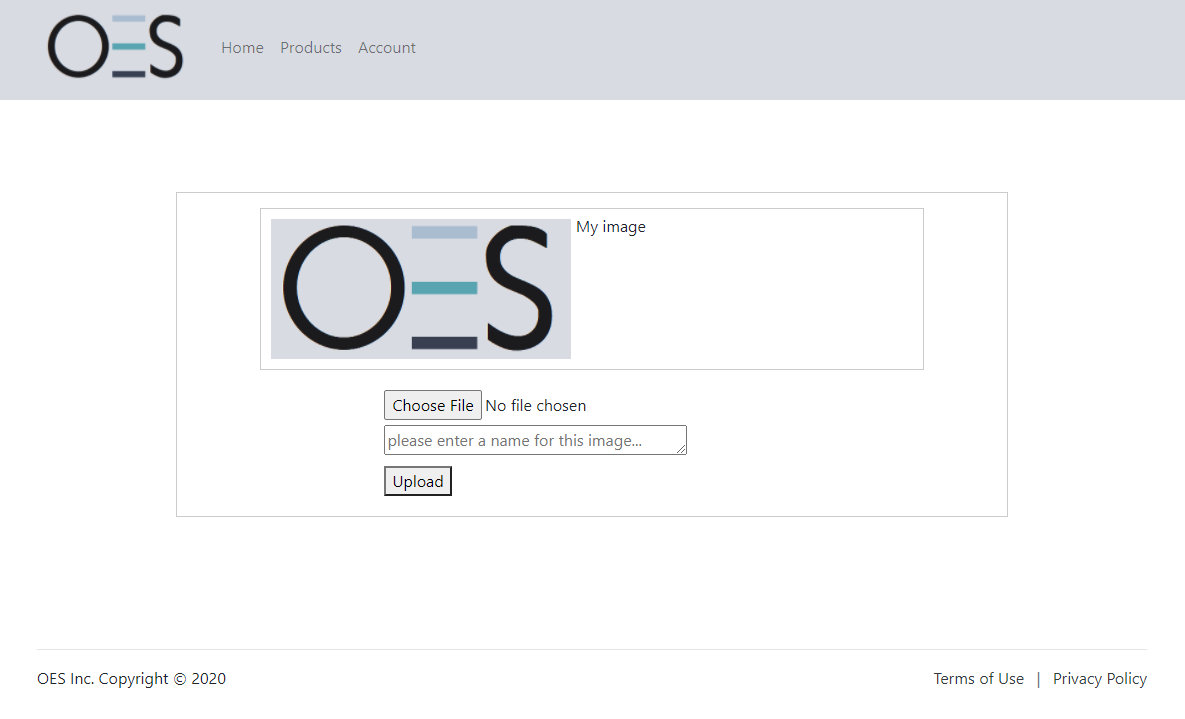 OES Home Products Account
OES My image
Choose File No file chosen
please enter a name for this image...
Upload
OES Inc. Copyright © 2020 Terms of Use | Privacy Policy